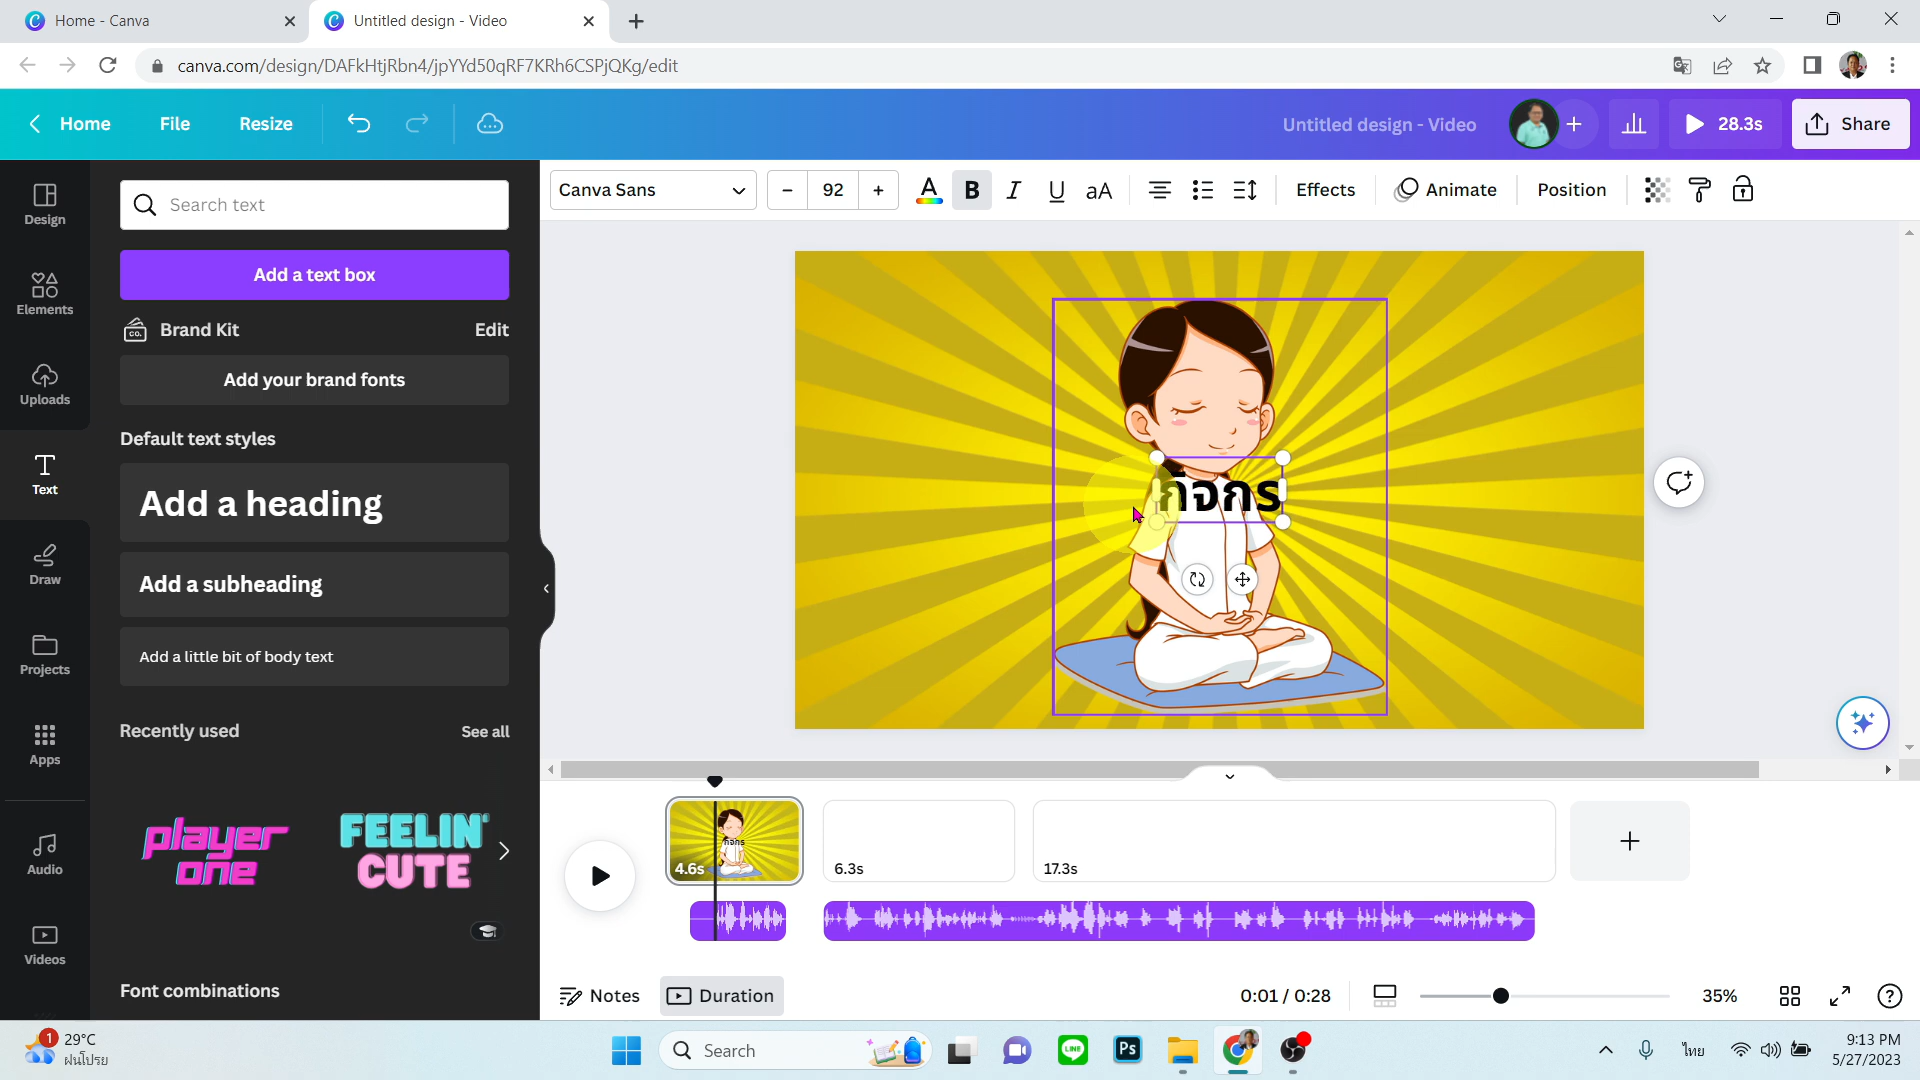 Home - Canva
Untitled design - Video
canva.com/design/DAFkHtjRbn4/jpYYd50qRF7KRh6CSPjQKg/edit
Home
File
Resize
Untitled design - Video
28.3s
Share
Design
Elements
Uploads
Text
Draw
Projects
Apps
Audio
Videos
Search text
Add a text box
Brand Kit
Edit
Add your brand fonts
Default text styles
Add a heading
Add a subheading
Add a little bit of body text
Recently used
See all
player one
FEELIN' CUTE
Font combinations
Canva Sans
92
Effects
Animate
Position
กิจกร
4.6s
6.3s
17.3s
Notes
Duration
0:01 / 0:28
35%
1
29°C
ฝนโปรย
Search
LINE
Ps
ไทย
9:13 PM
5/27/2023